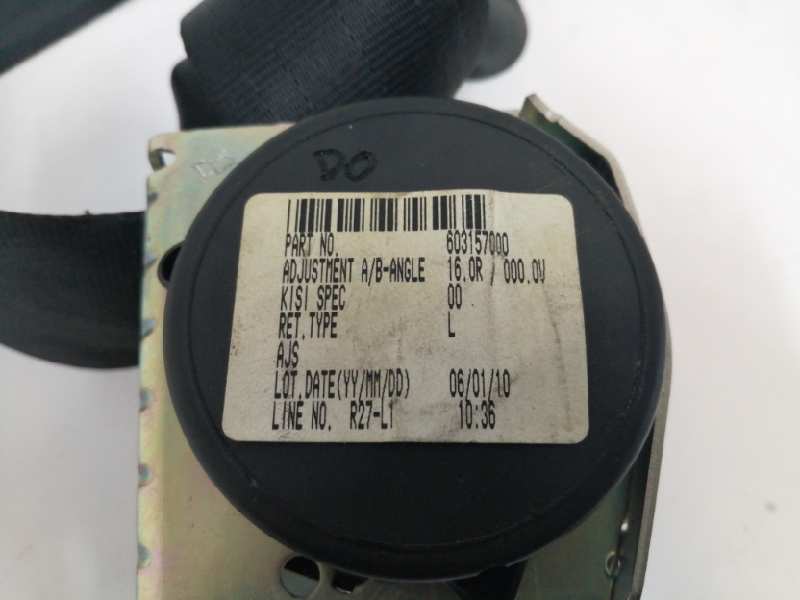 DO
PART NO. 603157000
ADJUSTMENT A/B-ANGLE 16.0R / 000.0V
KISI SPEC 00
RET.TYPE L
AJS
LOT.DATE(YY/MM/DD) 06/01/10
LINE NO. R27-L1 10:36